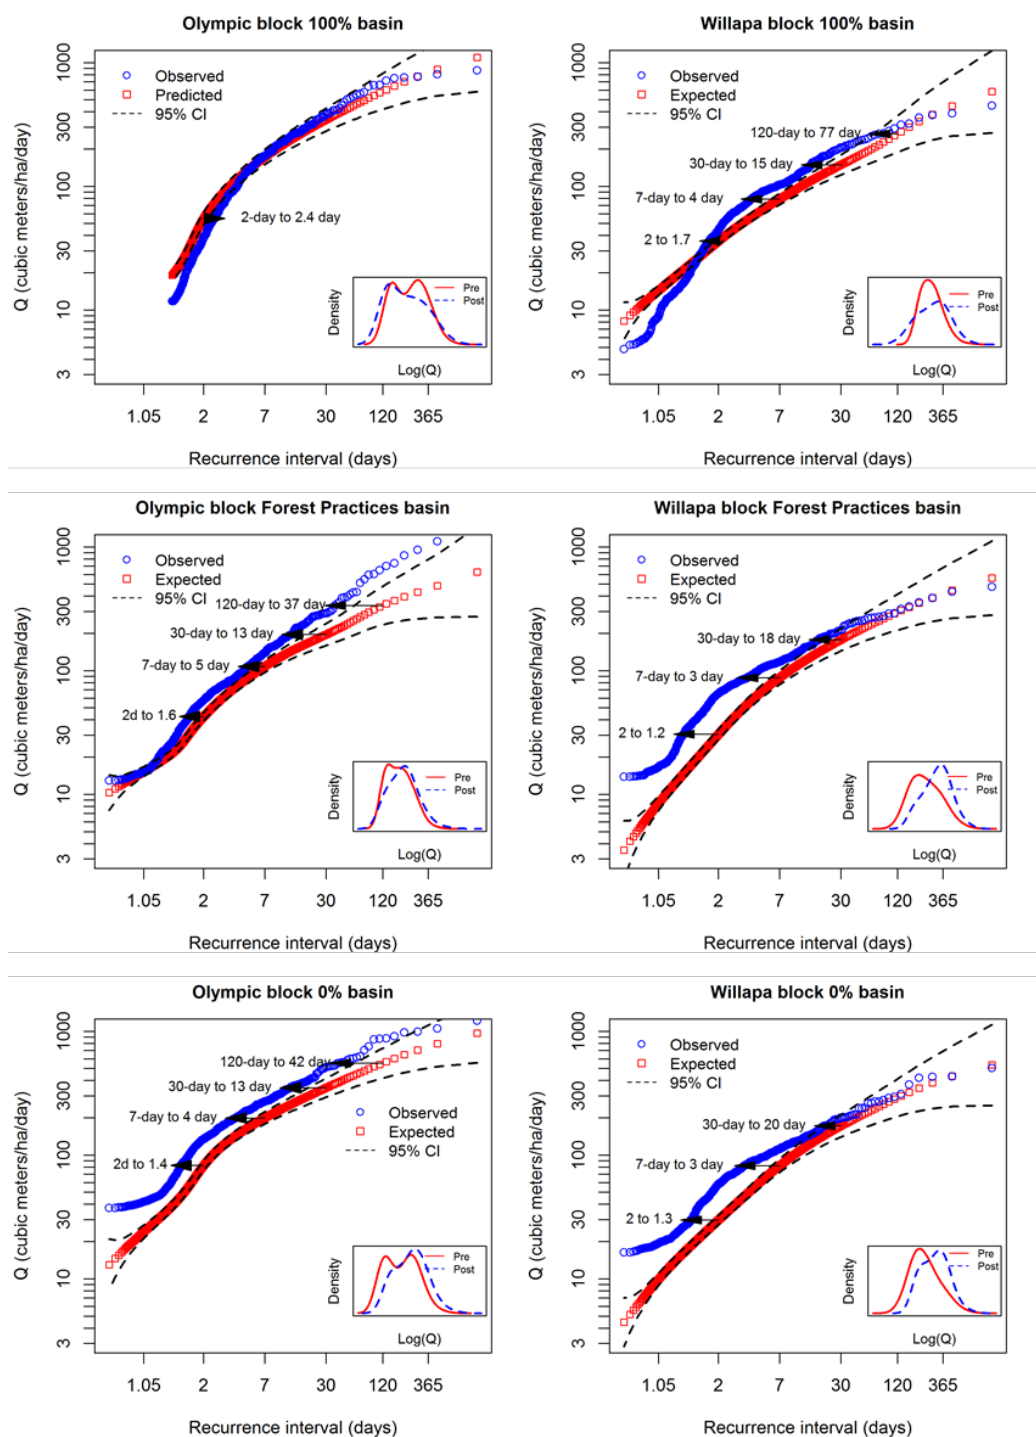 Olympic block 100% basin
Q (cubic meters/ha/day)
1000
300
100
30
10
3
Observed
Predicted
95% CI
2-day to 2.4 day
Density
Pre
Post
Log(Q)
1.05 2 7 30 120 365
Recurrence interval (days)
Willapa block 100% basin
Q (cubic meters/ha/day)
1000
300
100
30
10
3
Observed
Expected
95% CI
120-day to 77 day
30-day to 15 day
7-day to 4 day
2 to 1.7
Density
Pre
Post
Log(Q)
1.05 2 7 30 120 365
Recurrence interval (days)
Olympic block Forest Practices basin
Q (cubic meters/ha/day)
1000
300
100
30
10
3
Observed
Expected
95% CI
120-day to 37 day
30-day to 13 day
7-day to 5 day
2d to 1.6
Density
Pre
Post
Log(Q)
1.05 2 7 30 120 365
Recurrence interval (days)
Willapa block Forest Practices basin
Q (cubic meters/ha/day)
1000
300
100
30
10
3
Observed
Expected
95% CI
30-day to 18 day
7-day to 3 day
2 to 1.2
Density
Pre
Post
Log(Q)
1.05 2 7 30 120 365
Recurrence interval (days)
Olympic block 0% basin
Q (cubic meters/ha/day)
1000
300
100
30
10
3
120-day to 42 day
30-day to 13 day
7-day to 4 day
Observed
Expected
95% CI
2d to 1.4
Density
Pre
Post
Log(Q)
1.05 2 7 30 120 365
Recurrence interval (days)
Willapa block 0% basin
Q (cubic meters/ha/day)
1000
300
100
30
10
3
Observed
Expected
95% CI
30-day to 20 day
7-day to 3 day
2 to 1.3
Density
Pre
Post
Log(Q)
1.05 2 7 30 120 365
Recurrence interval (days)